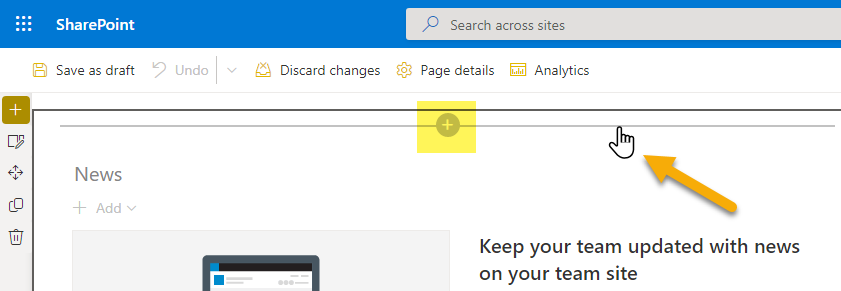 SharePoint
Search across sites
Save as draft Undo Discard changes Page details Analytics
News
Add
Keep your team updated with news
on your team site